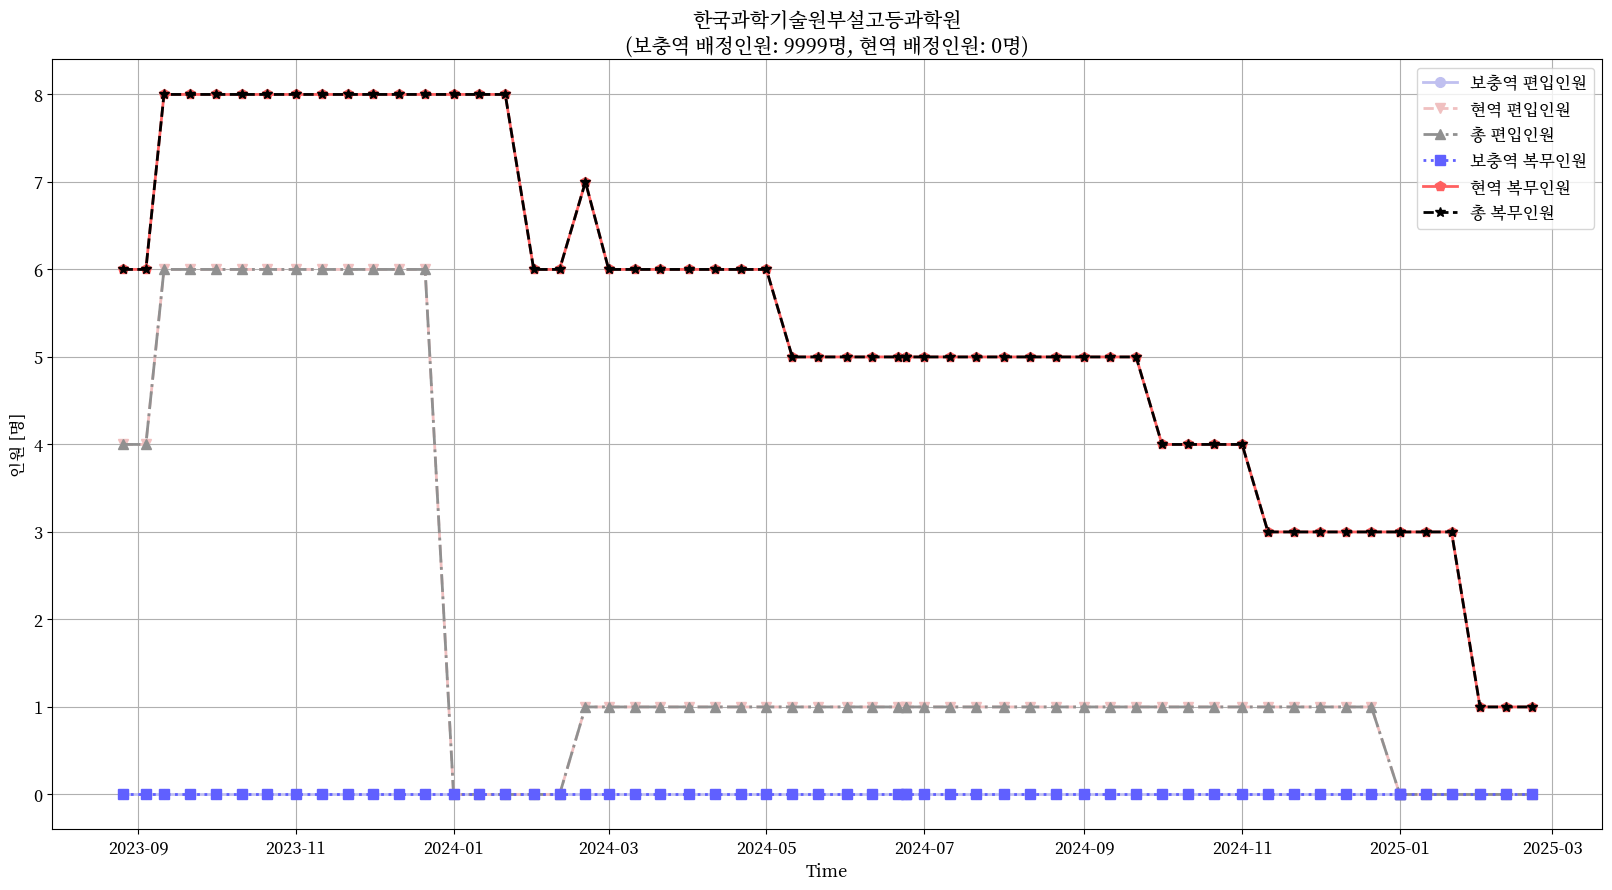 한국과학기술원부설고등과학원
(보충역 배정인원: 9999명, 현역 배정인원: 0명)
보충역 편입인원
현역 편입인원
총 편입인원
보충역 복무인원
현역 복무인원
총 복무인원
인원 [명]
8
7
6
5
4
3
2
1
0
2023-09
2023-11
2024-01
2024-03
2024-05
2024-07
2024-09
2024-11
2025-01
2025-03
Time